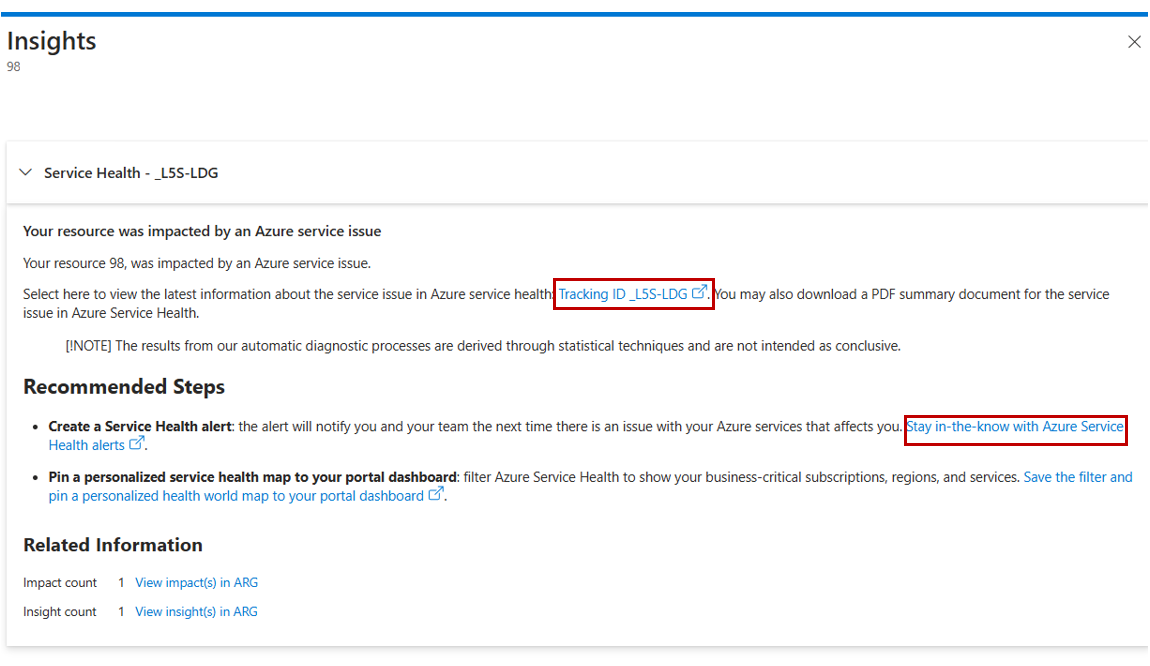 Insights
98
Service Health - _L5S-LDG
Your resource was impacted by an Azure service issue
Your resource 98, was impacted by an Azure service issue.
Select here to view the latest information about the service issue in Azure service health: Tracking ID _L5S-LDG. You may also download a PDF summary document for the service
issue in Azure Service Health.
[!NOTE] The results from our automatic diagnostic processes are derived through statistical techniques and are not intended as conclusive.
Recommended Steps
• Create a Service Health alert: the alert will notify you and your team the next time there is an issue with your Azure services that affects you. Stay in-the-know with Azure Service
Health alerts.
• Pin a personalized service health map to your portal dashboard: filter Azure Service Health to show your business-critical subscriptions, regions, and services. Save the filter and
pin a personalized health world map to your portal dashboard.
Related Information
Impact count 1 View impact(s) in ARG
Insight count 1 View insight(s) in ARG